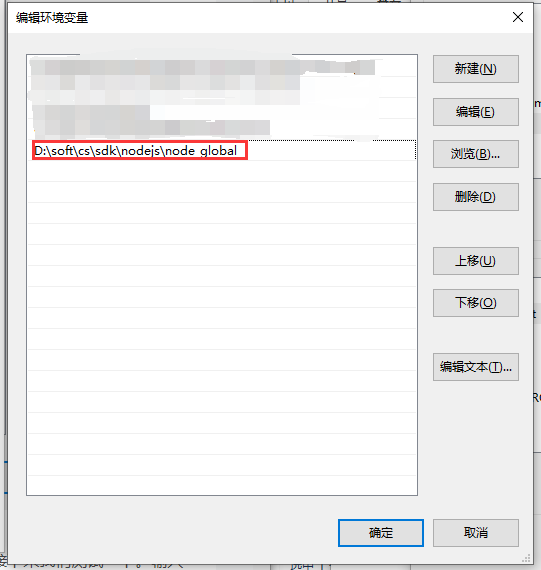 编辑环境变量
D:\soft\cs\sdk\nodejs\node_global
新建(N)
编辑(E)
浏览(B)...
删除(D)
上移(U)
下移(O)
编辑文本(T)...
确定
取消